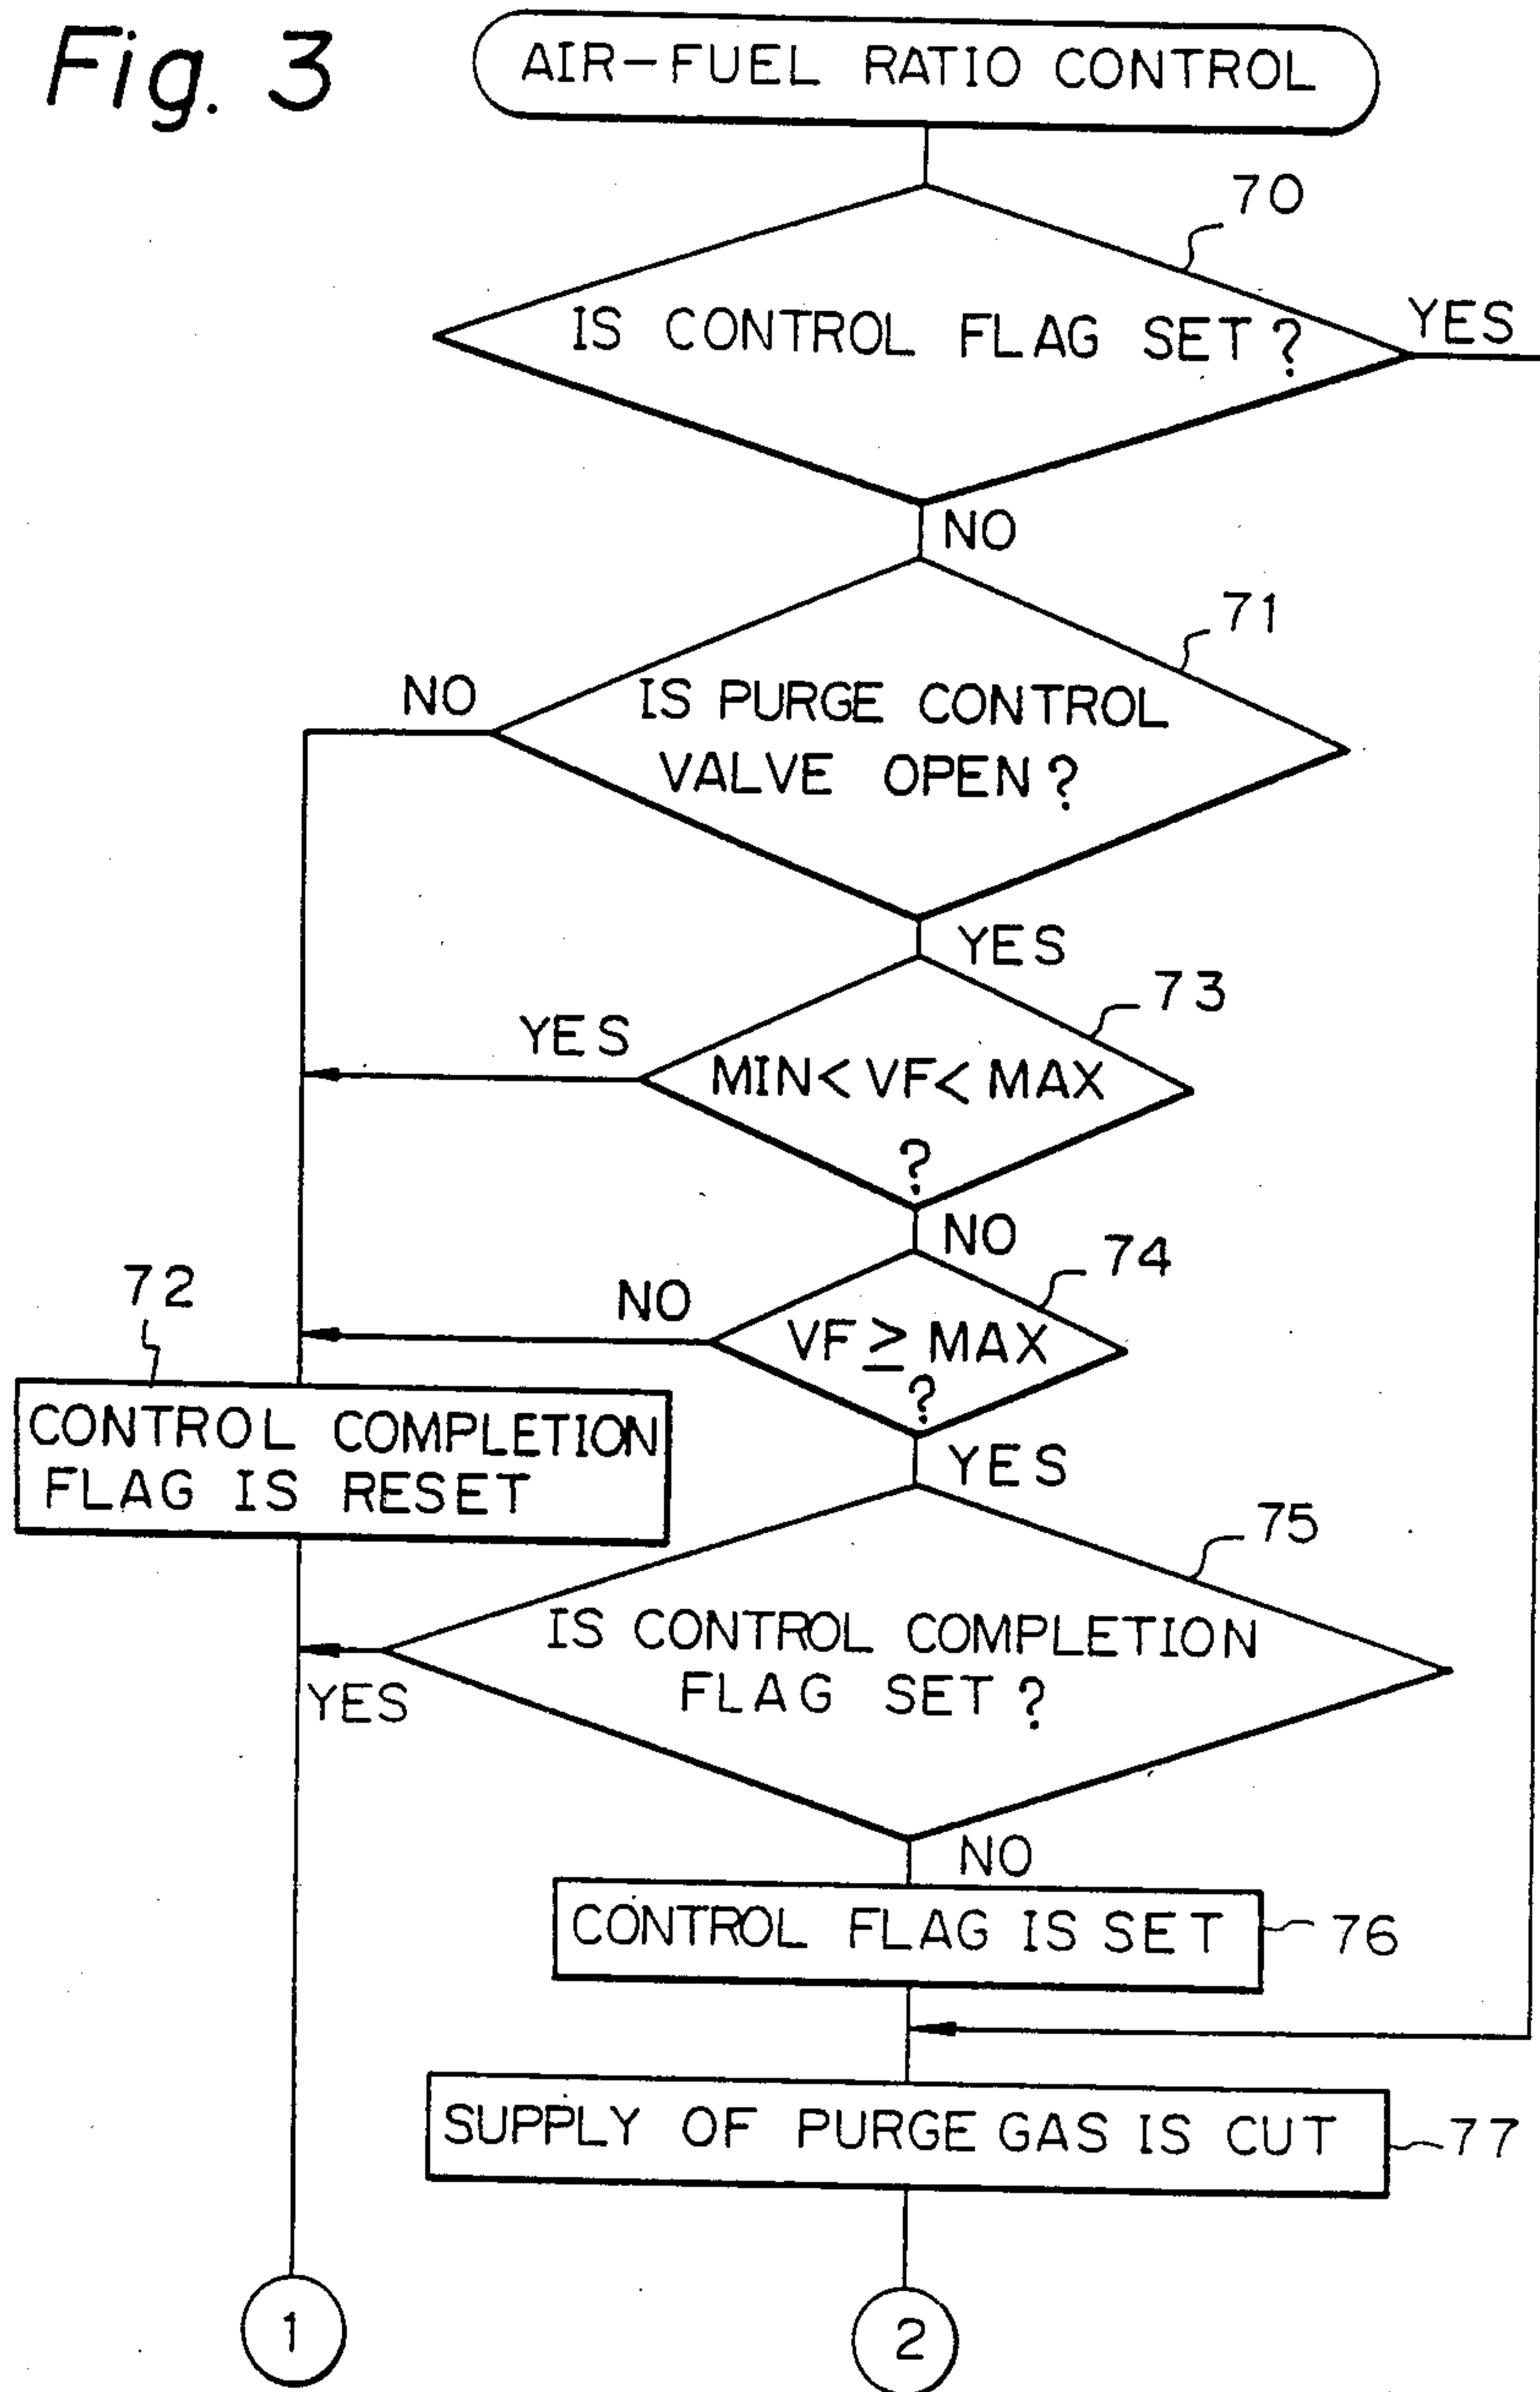 Fig. 3
AIR-FUEL RATIO CONTROL
70
IS CONTROL FLAG SET?
YES
NO
71
NO
IS PURGE CONTROL
VALVE OPEN?
YES
73
YES
MIN<VF<MAX
?
NO
74
72
NO
VF≥MAX
?
CONTROL COMPLETION
FLAG IS RESET
YES
75
IS CONTROL COMPLETION
FLAG SET?
YES
NO
CONTROL FLAG IS SET
76
SUPPLY OF PURGE GAS IS CUT
77
1
2